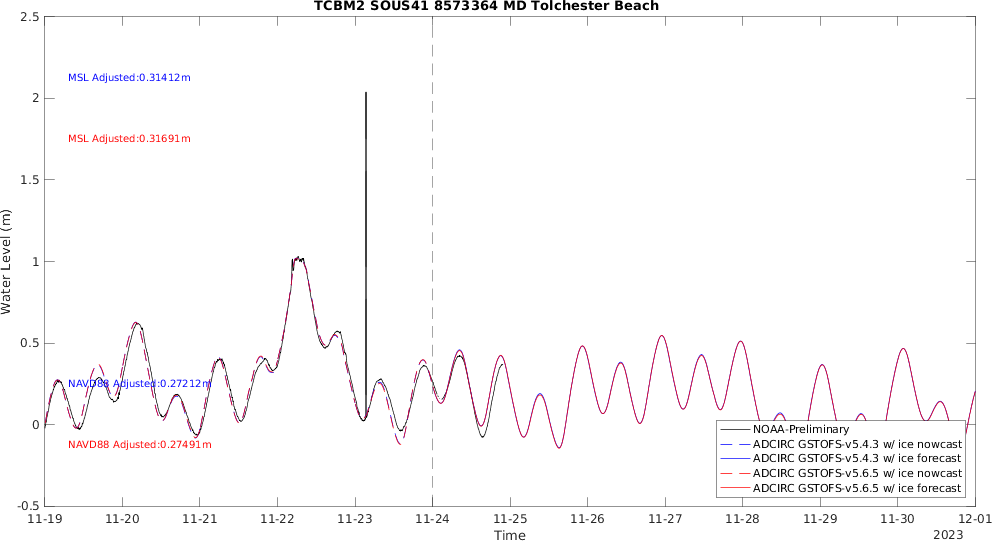 TCBM2 SOUS41 8573364 MD Tolchester Beach
2.5
2
1.5
1
0.5
0
-0.5
Water Level (m)
MSL Adjusted:0.31412m
MSL Adjusted:0.31691m
NAVD88 Adjusted:0.27212m
NAVD88 Adjusted:0.27491m
NOAA-Preliminary
ADCIRC GSTOFS-v5.4.3 w/ ice nowcast
ADCIRC GSTOFS-v5.4.3 w/ ice forecast
ADCIRC GSTOFS-v5.6.5 w/ ice nowcast
ADCIRC GSTOFS-v5.6.5 w/ ice forecast
11-19 11-20 11-21 11-22 11-23 11-24 11-25 11-26 11-27 11-28 11-29 11-30 12-01
Time
2023